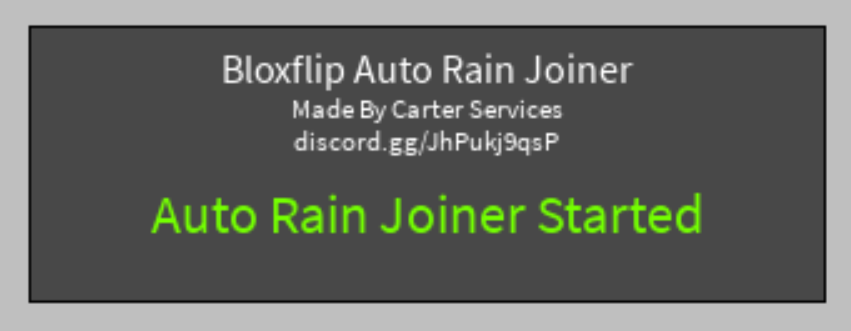 Bloxflip Auto Rain Joiner
Made By Carter Services
discord.gg/JhPukj9qsP
Auto Rain Joiner Started